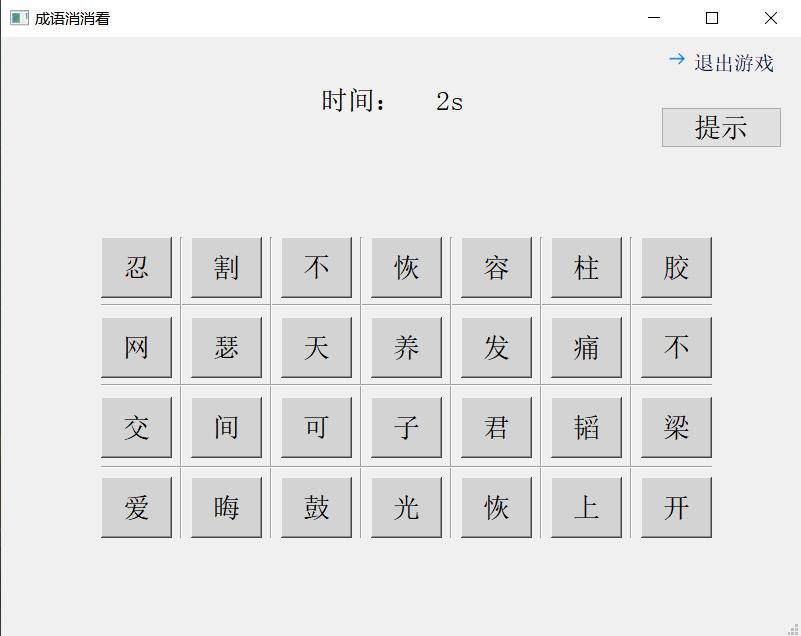 成语消消看
退出游戏
时间： 2s
提示
忍 割 不 恢 容 柱 胶
网 瑟 天 养 发 痛 不
交 间 可 子 君 韬 梁
爱 晦 鼓 光 恢 上 开